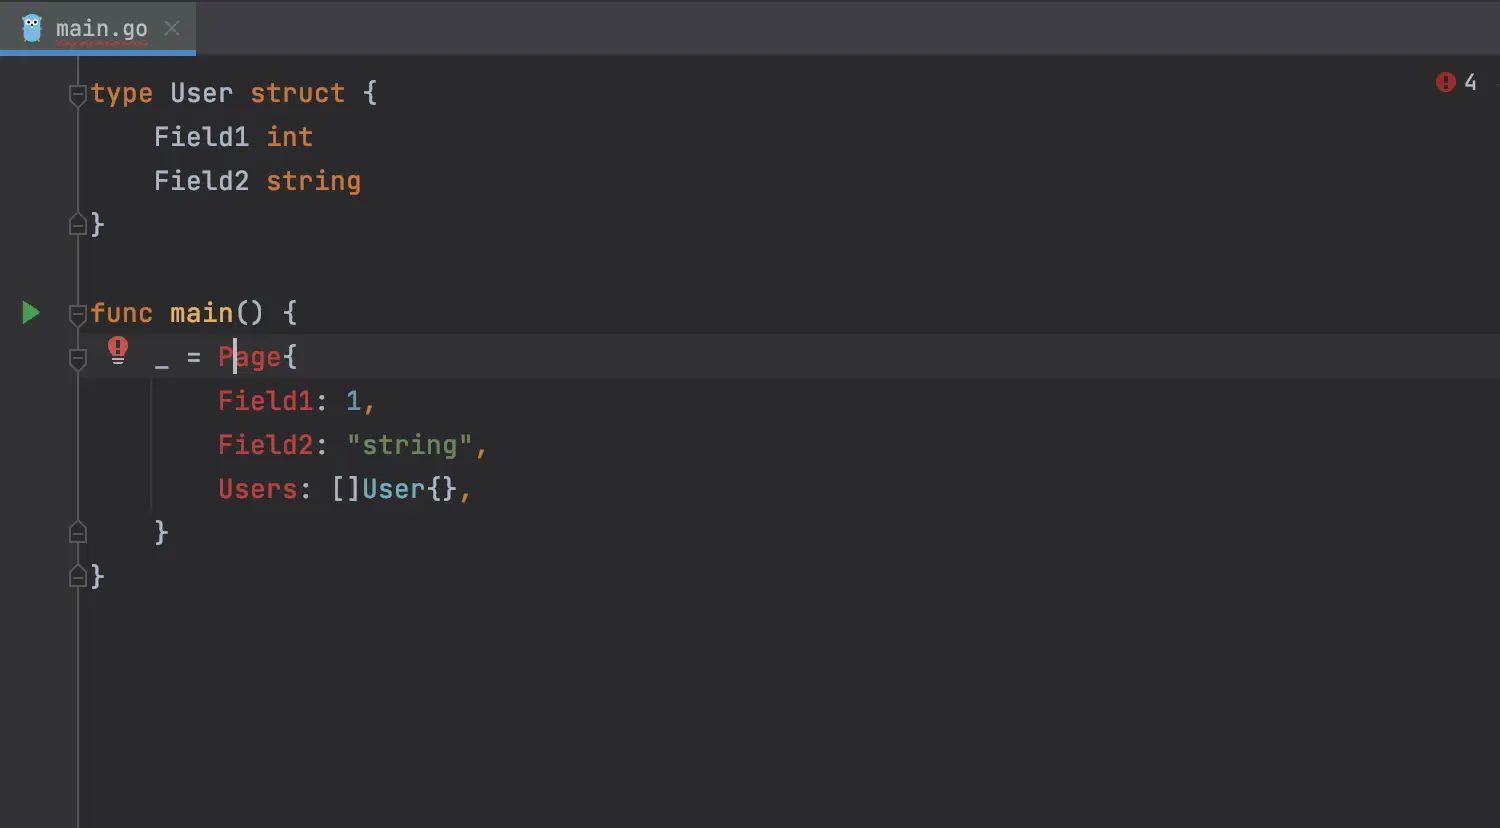 main.go
4
type User struct {
    Field1 int
    Field2 string
}
func main() {
    _ = Page{
        Field1: 1,
        Field2: "string",
        Users: []User{},
    }
}